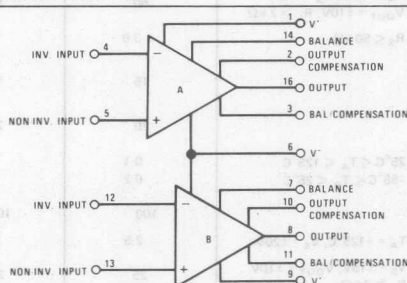 1 V-
14 BALANCE
INV. INPUT 4
2 OUTPUT
COMPENSATION
-
A
16 OUTPUT
NON INV. INPUT 5
+
3 BAL/COMPENSATION
6 V-
7 BALANCE
INV. INPUT 12
10 OUTPUT
COMPENSATION
-
B
8 OUTPUT
NON INV. INPUT 13
+
11 BAL/COMPENSATION
9 V-